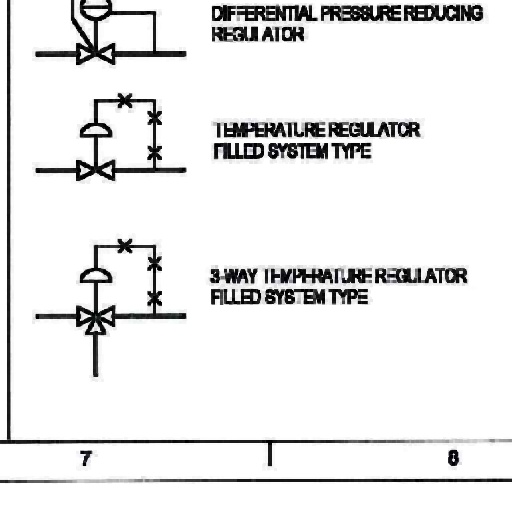 DIFFERENTIAL PRESSURE REDUCING
REGULATOR
TEMPERATURE REGULATOR
FILLED SYSTEM TYPE
3-WAY TEMPERATURE REGULATOR
FILLED SYSTEM TYPE
7 8